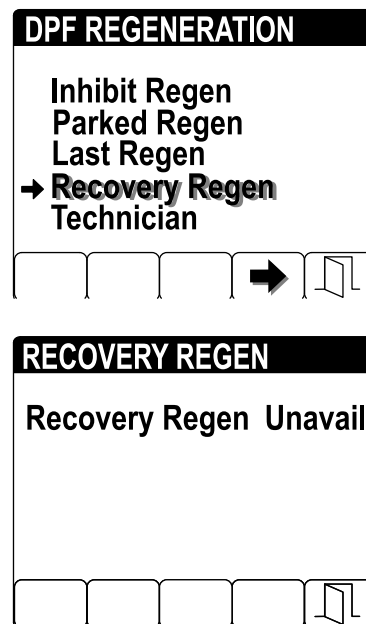 DPF REGENERATION
Inhibit Regen
Parked Regen
Last Regen
Recovery Regen
Technician
RECOVERY REGEN
Recovery Regen Unavail